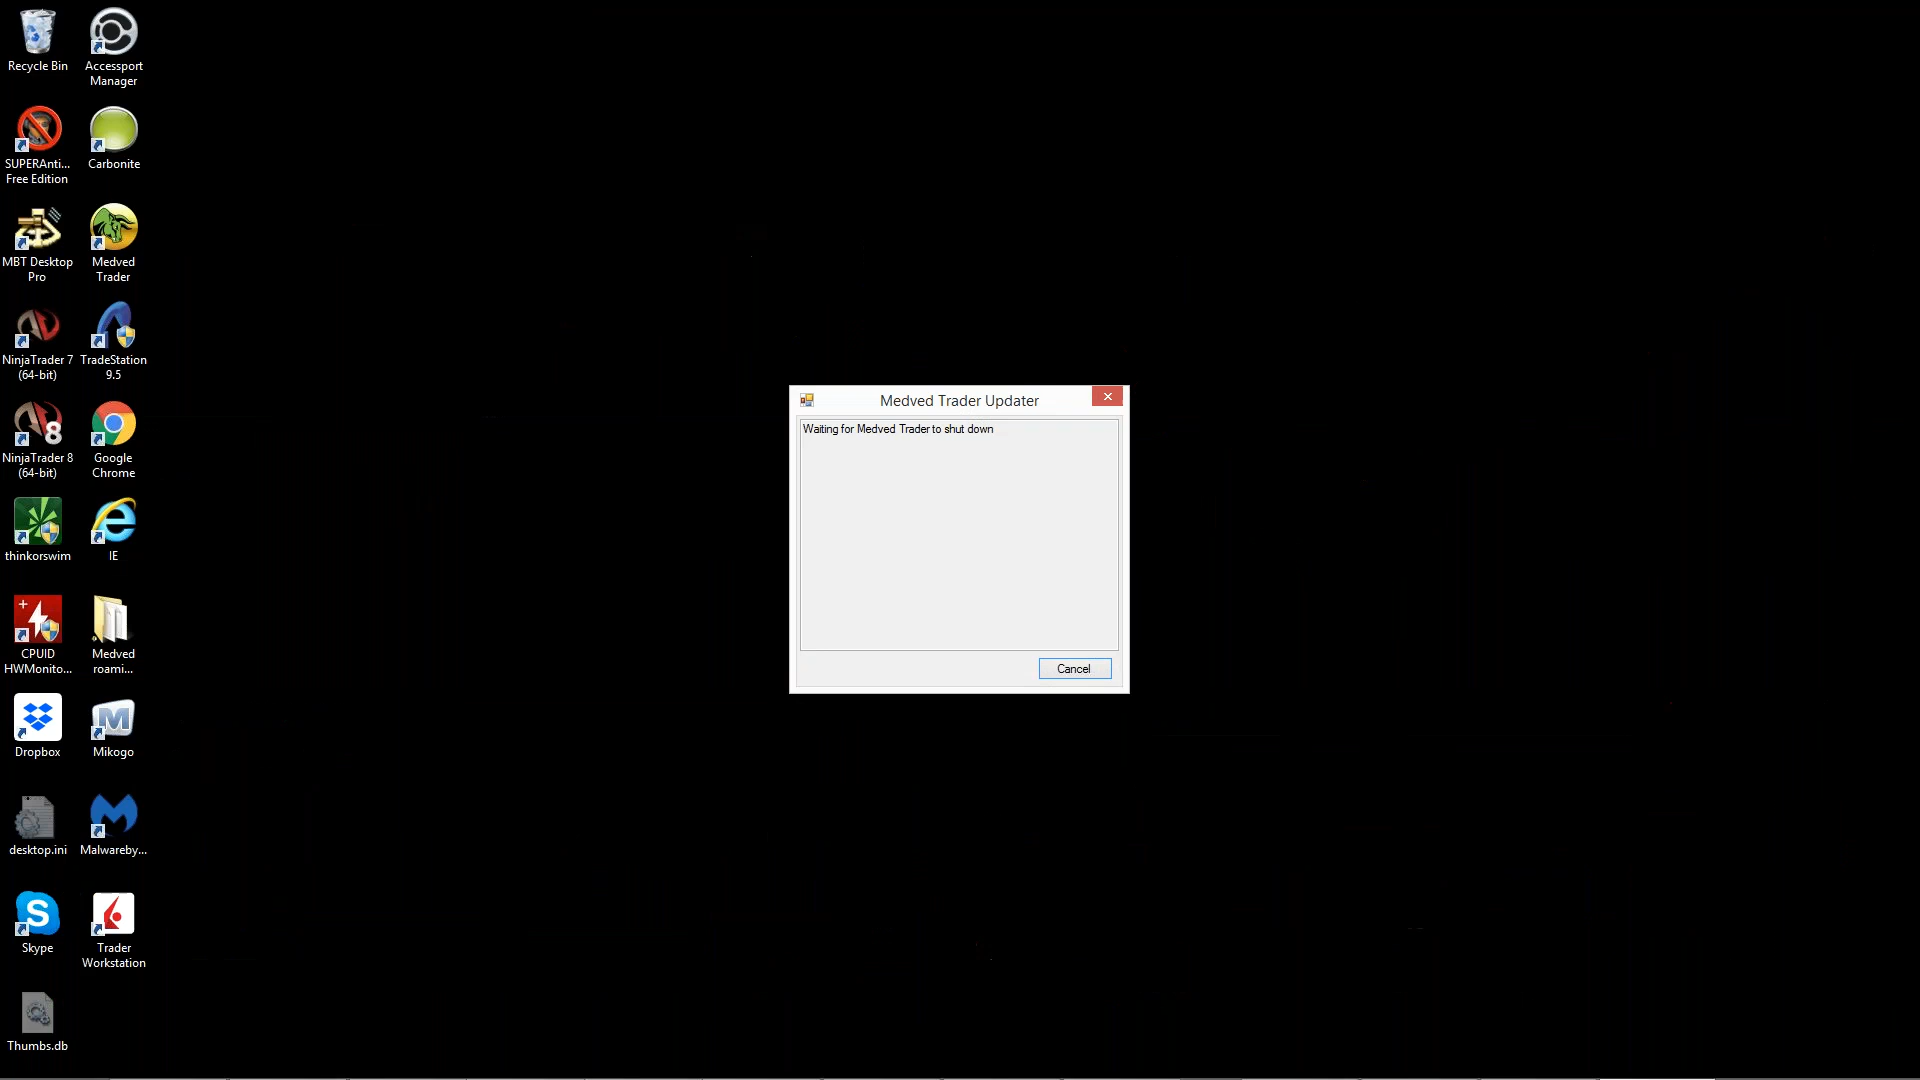 Recycle Bin
Accessport
Manager
SUPERAnti...
Free Edition
Carbonite
MBT Desktop
Pro
Medved
Trader
NinjaTrader 7
(64-bit)
TradeStation
9.5
8
NinjaTrader 8
(64-bit)
Google
Chrome
thinkorswim
IE
CPUID
HWMonito...
Medved
roami...
Dropbox
Mikogo
desktop.ini
Malwareby...
Skype
Trader
Workstation
Thumbs.db
Medved Trader Updater
Waiting for Medved Trader to shut down
Cancel